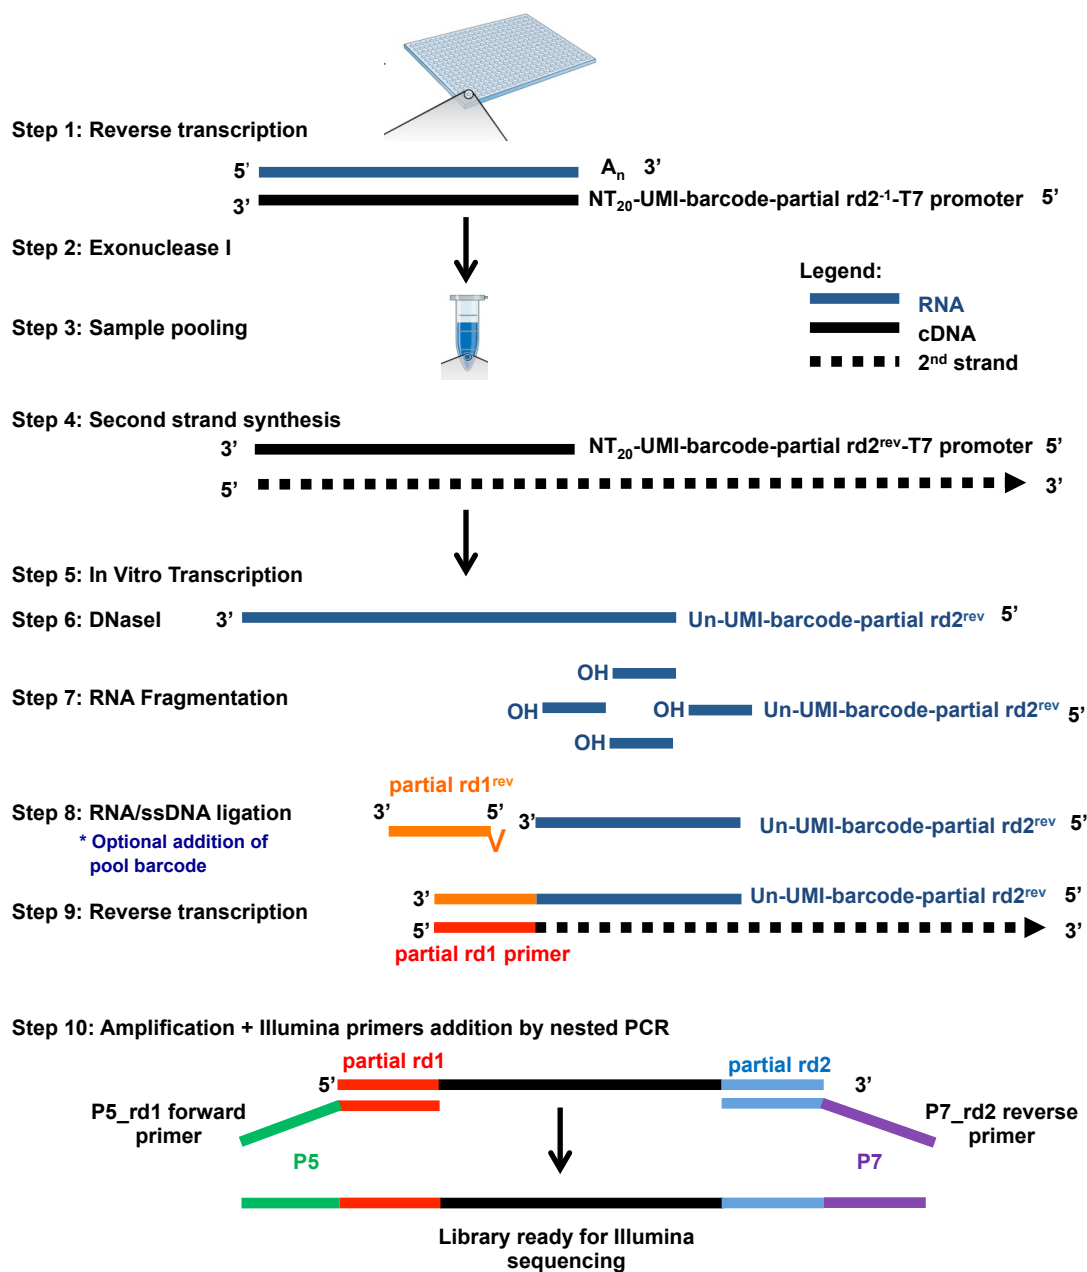 Step 1: Reverse transcription
5' Aₙ 3'
3' NT₂₀-UMI-barcode-partial rd2⁻¹-T7 promoter 5'
Step 2: Exonuclease I
Legend:
RNA
cDNA
2ⁿᵈ strand
Step 3: Sample pooling
Step 4: Second strand synthesis
3' NT₂₀-UMI-barcode-partial rd2ʳᵉᵛ-T7 promoter 5'
5' 3'
Step 5: In Vitro Transcription
Step 6: DNaseI 3' Un-UMI-barcode-partial rd2ʳᵉᵛ 5'
Step 7: RNA Fragmentation
OH
OH OH Un-UMI-barcode-partial rd2ʳᵉᵛ 5'
OH
partial rd1ʳᵉᵛ
Step 8: RNA/ssDNA ligation
3' 5' 3' Un-UMI-barcode-partial rd2ʳᵉᵛ 5'
* Optional addition of
pool barcode
Step 9: Reverse transcription
3' Un-UMI-barcode-partial rd2ʳᵉᵛ 5'
5' 3'
partial rd1 primer
Step 10: Amplification + Illumina primers addition by nested PCR
partial rd1 partial rd2
5' 3'
P5_rd1 forward
primer
P7_rd2 reverse
primer
P5 P7
Library ready for Illumina
sequencing